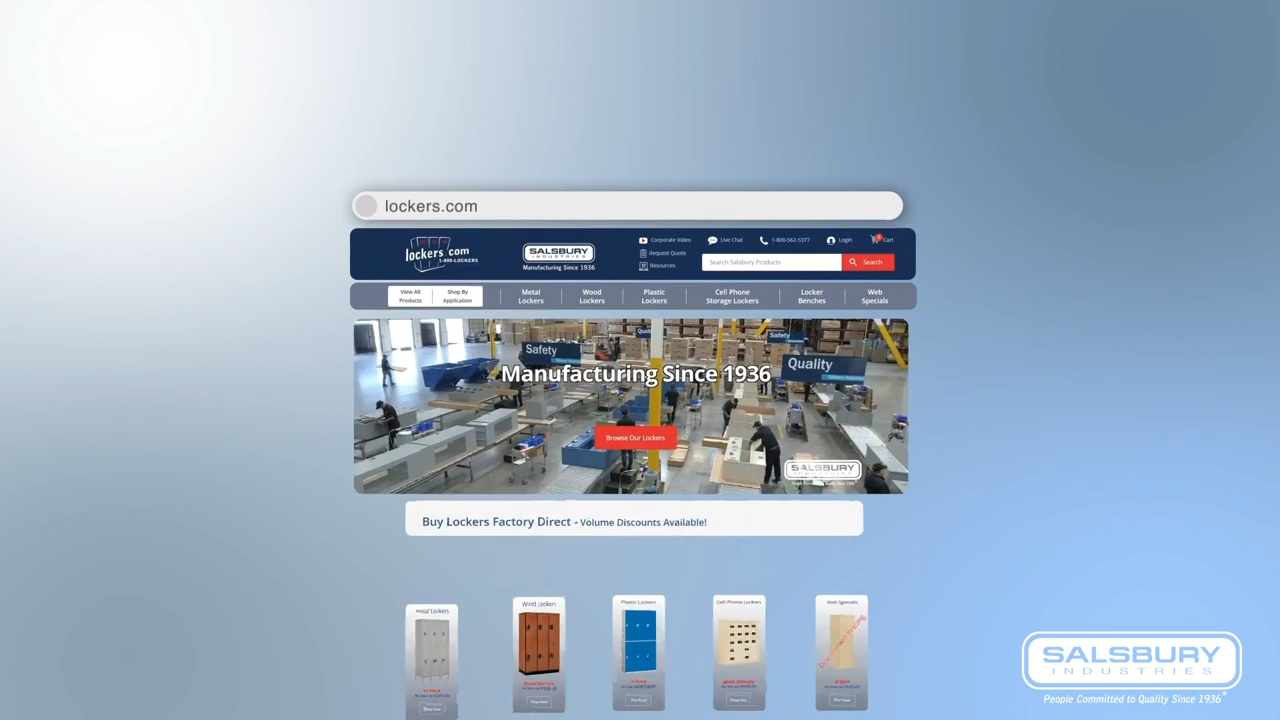 lockers.com
lockers.com
1-800-LOCKERS
SALSBURY
INDUSTRIES
Manufacturing Since 1936
Corporate Video
Live Chat
1-800-562-5377
Login
Cart
Request Quote
Resources
Search Salsbury Products
Search
View All
Products
Shop By
Application
Metal
Lockers
Wood
Lockers
Plastic
Lockers
Cell Phone
Storage Lockers
Locker
Benches
Web
Specials
Safety
Safety
Quality
Manufacturing Since 1936
Browse Our Lockers
SALSBURY
INDUSTRIES
Buy Lockers Factory Direct - Volume Discounts Available!
Metal Lockers
Wood Lockers
Plastic Lockers
Cell Phone Lockers
Web Specials
SALSBURY
INDUSTRIES
People Committed to Quality Since 1936®